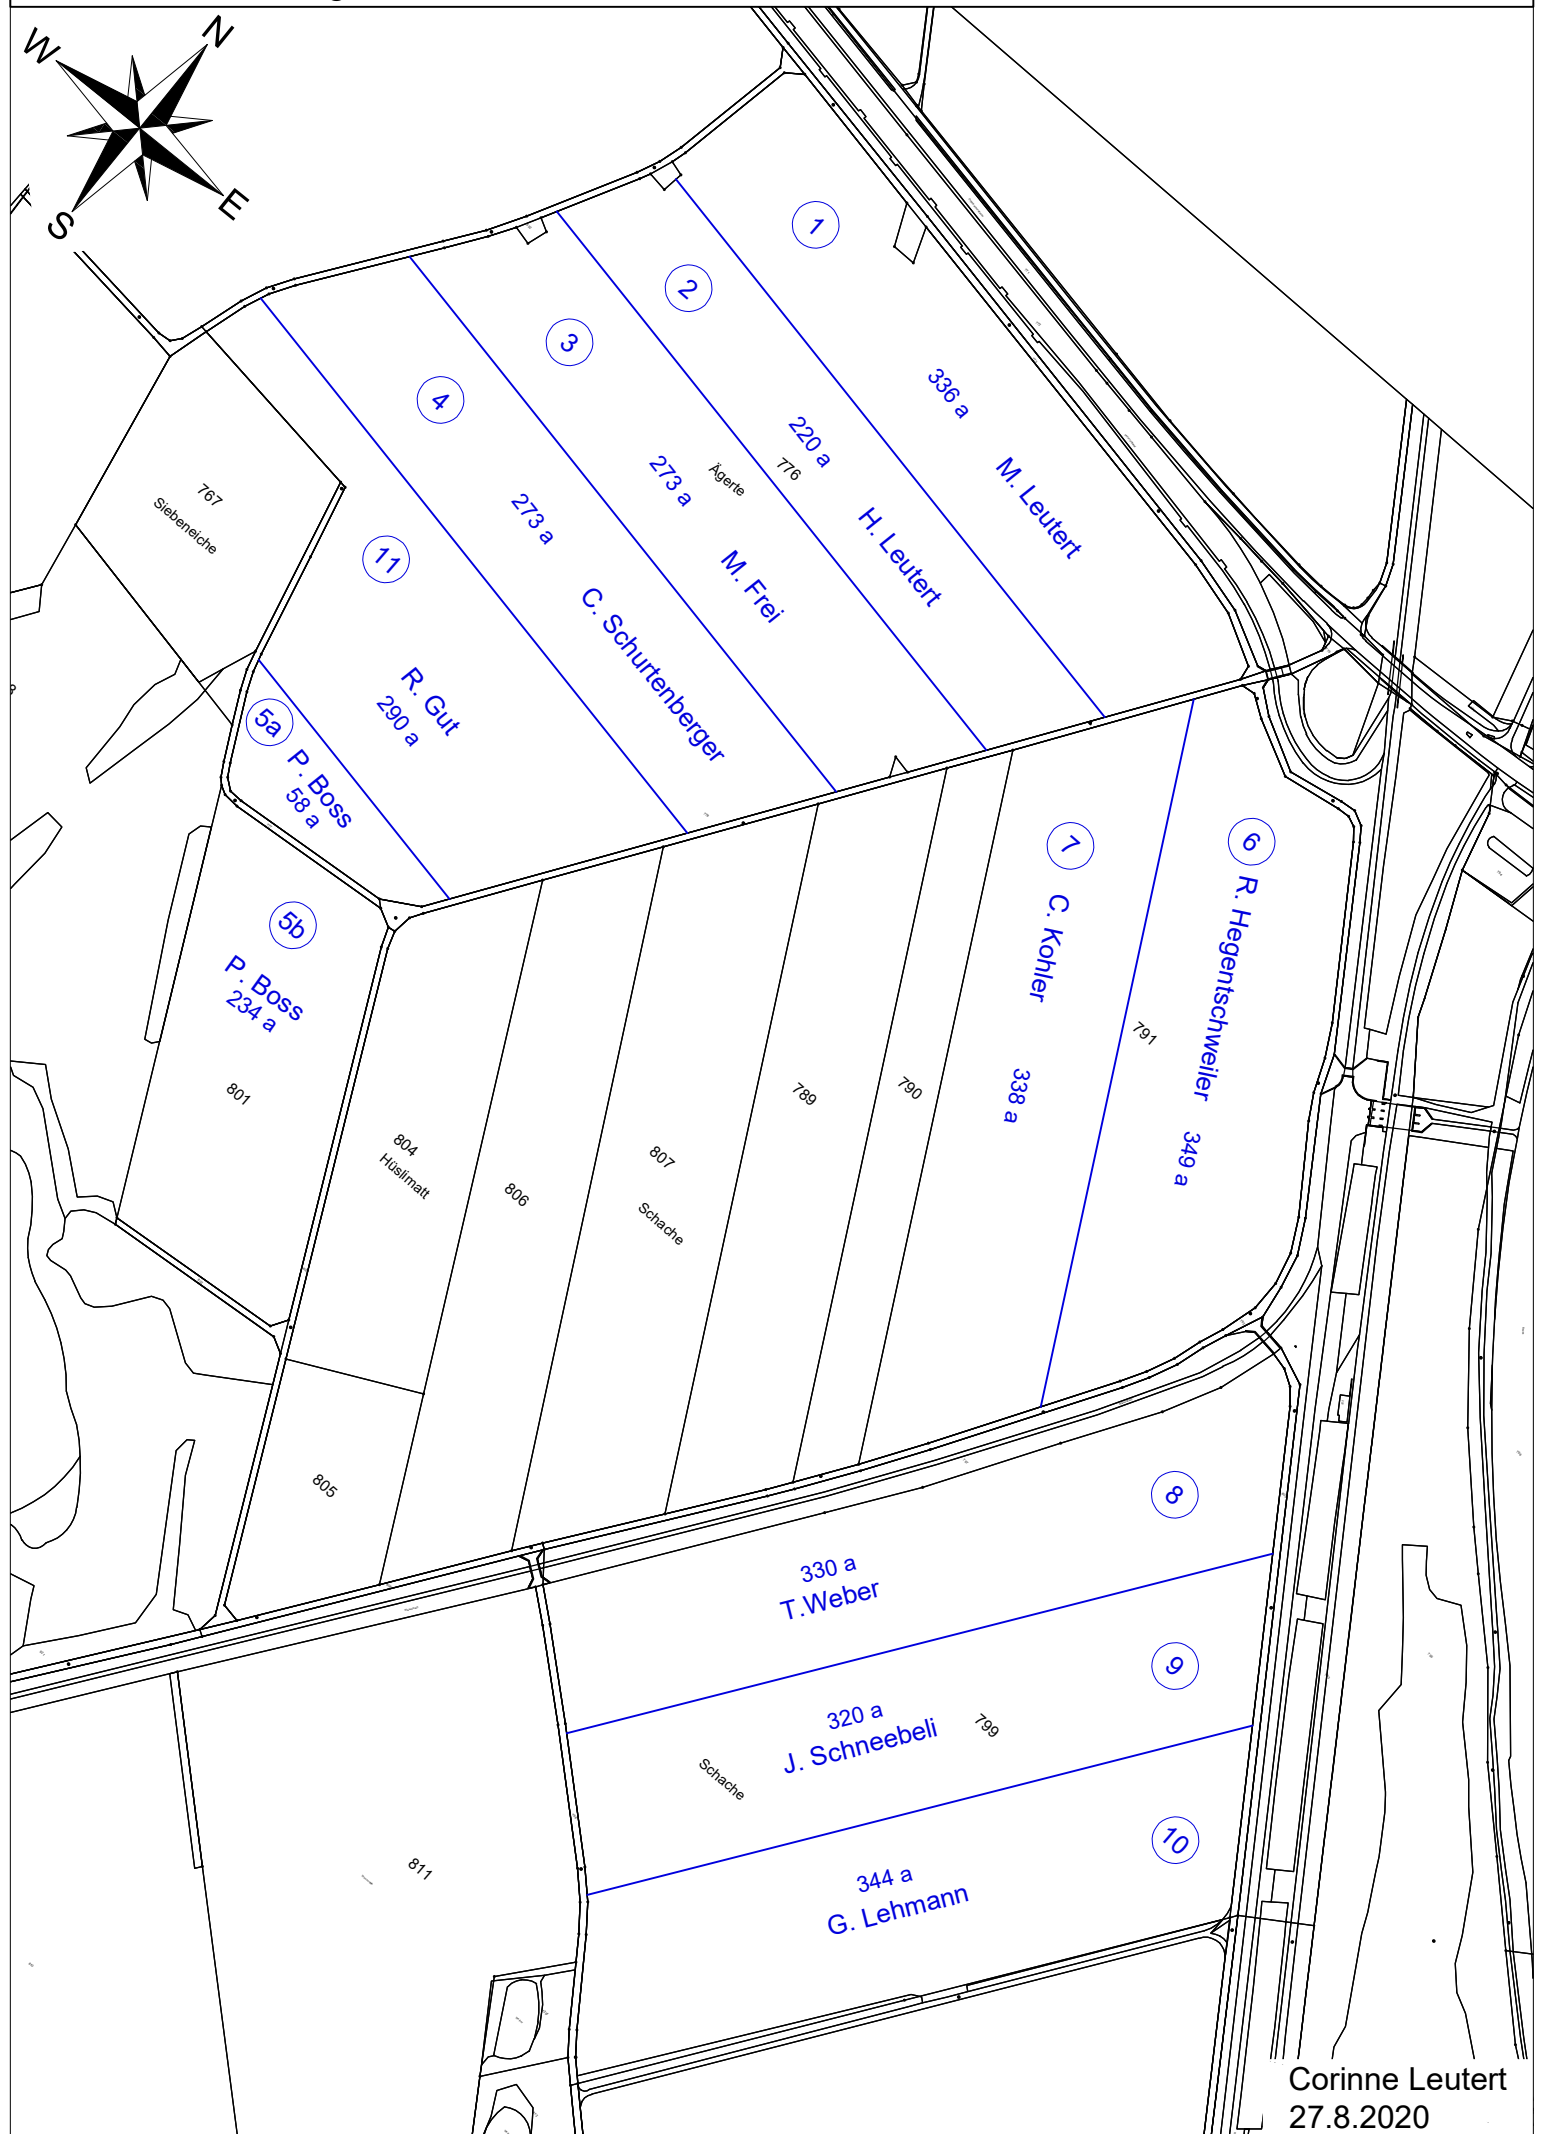 N
W
E
S
1
336 a
M. Leutert
2
220 a
776
H. Leutert
3
273 a
Ägerte
M. Frei
4
273 a
C. Schurtenberger
767
Siebeneiche
11
R. Gut
290 a
5a
P. Boss
58 a
5b
P. Boss
234 a
801
804
Hüslimatt
806
807
Schache
789
790
7
C. Kohler
338 a
791
6
R. Hegentschweiler
349 a
805
8
330 a
T.Weber
9
320 a
J. Schneebeli
799
Schache
10
344 a
G. Lehmann
811
Corinne Leutert
27.8.2020